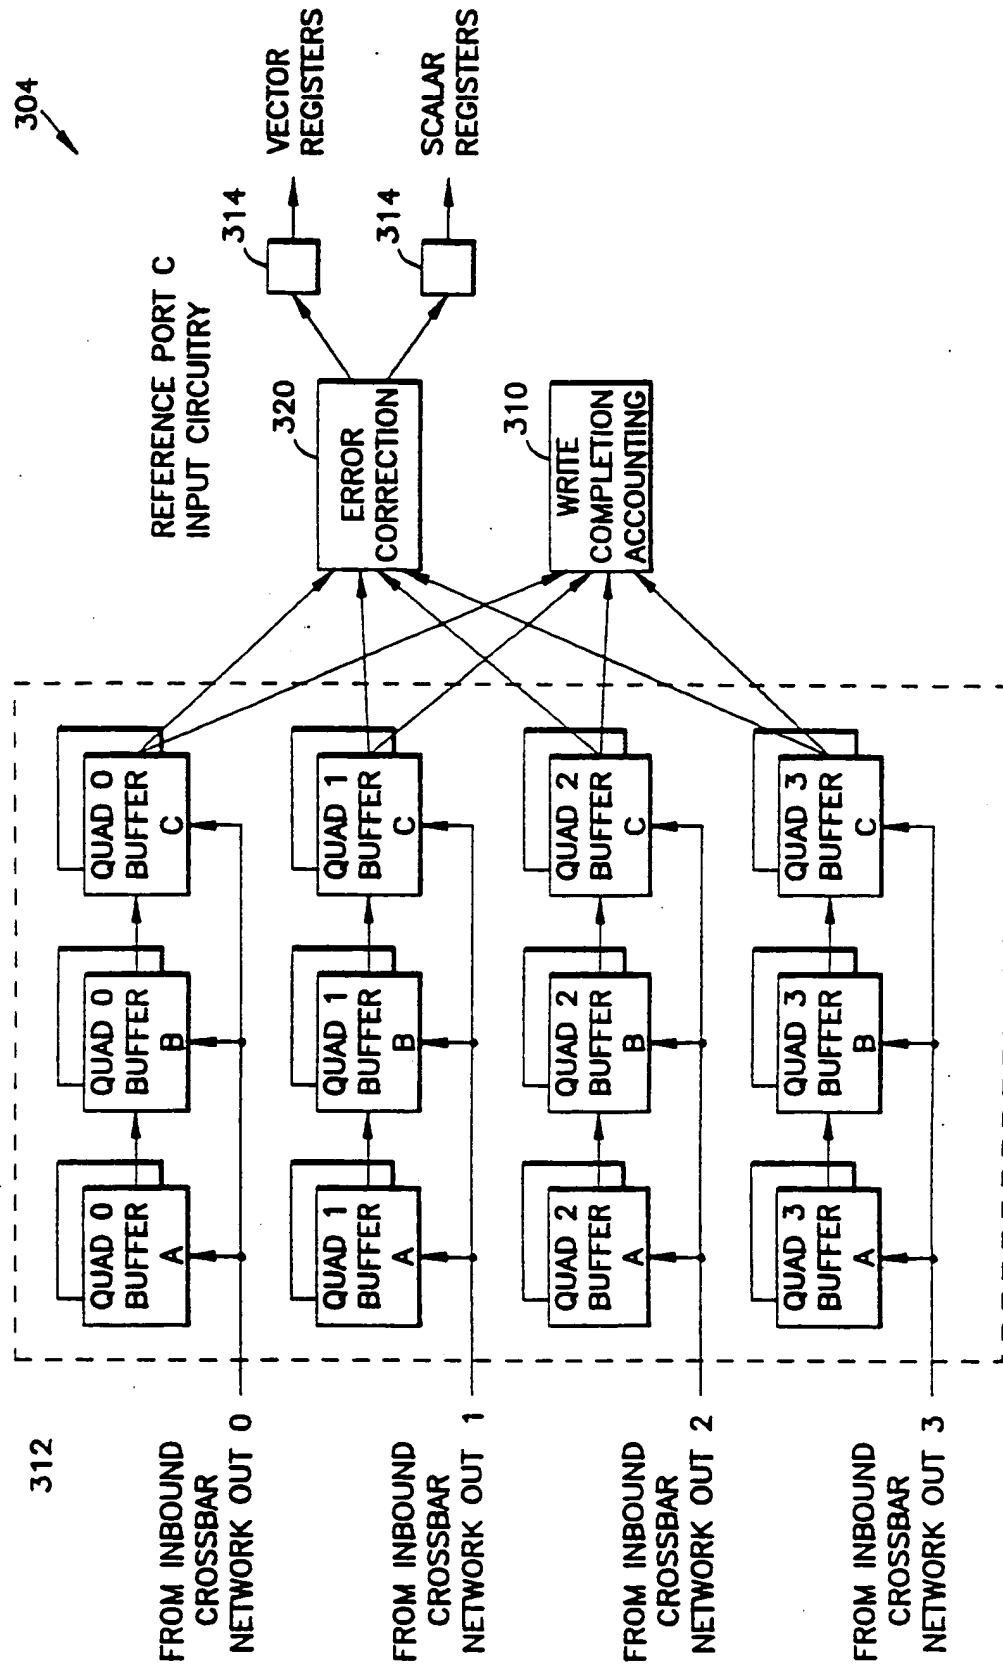 304
REFERENCE PORT C
INPUT CIRCUITRY
312
FROM INBOUND
CROSSBAR
NETWORK OUT 0
QUAD 0
BUFFER
A
QUAD 0
BUFFER
B
QUAD 0
BUFFER
C
FROM INBOUND
CROSSBAR
NETWORK OUT 1
QUAD 1
BUFFER
A
QUAD 1
BUFFER
B
QUAD 1
BUFFER
C
FROM INBOUND
CROSSBAR
NETWORK OUT 2
QUAD 2
BUFFER
A
QUAD 2
BUFFER
B
QUAD 2
BUFFER
C
FROM INBOUND
CROSSBAR
NETWORK OUT 3
QUAD 3
BUFFER
A
QUAD 3
BUFFER
B
QUAD 3
BUFFER
C
320
ERROR
CORRECTION
310
WRITE
COMPLETION
ACCOUNTING
314
VECTOR
REGISTERS
314
SCALAR
REGISTERS